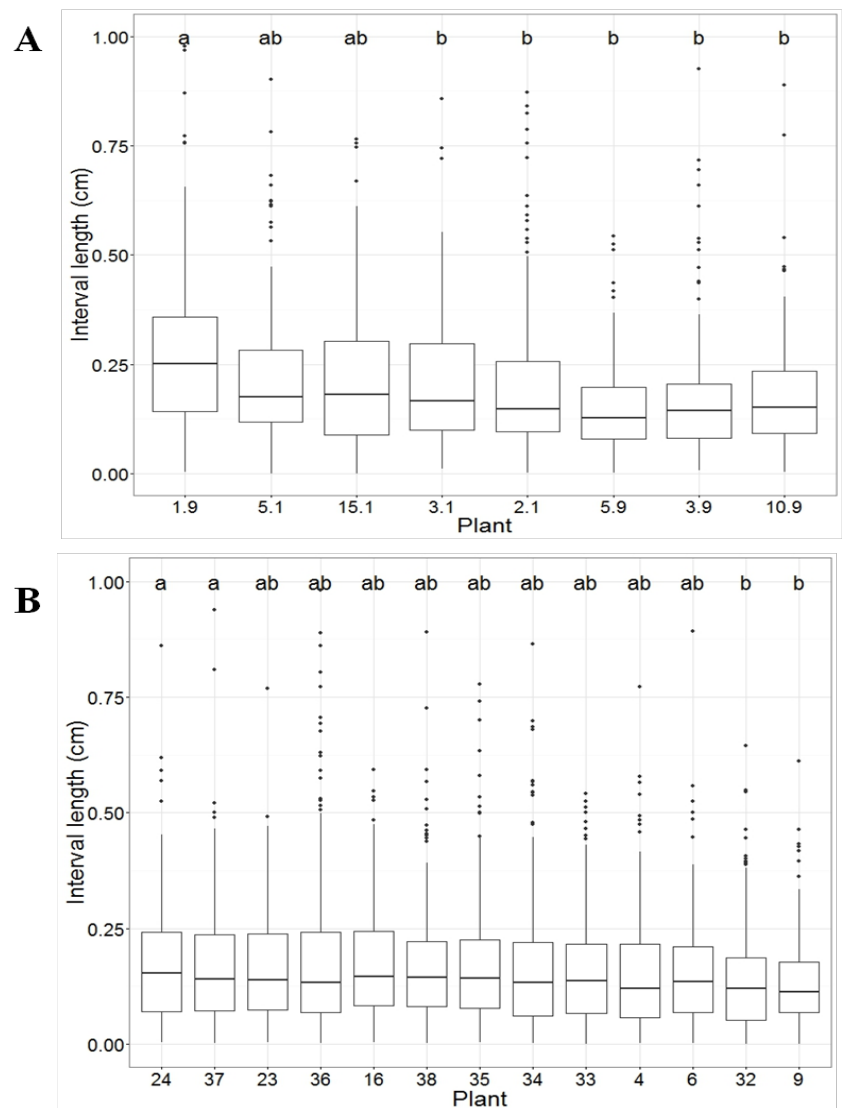 A
1.00
a ab ab b b b b b
0.75
0.50
0.25
0.00
Interval length (cm)
1.9 5.1 15.1 3.1 2.1 5.9 3.9 10.9
Plant
B
1.00
a a ab ab ab ab ab ab ab ab ab b b
0.75
0.50
0.25
0.00
Interval length (cm)
24 37 23 36 16 38 35 34 33 4 6 32 9
Plant